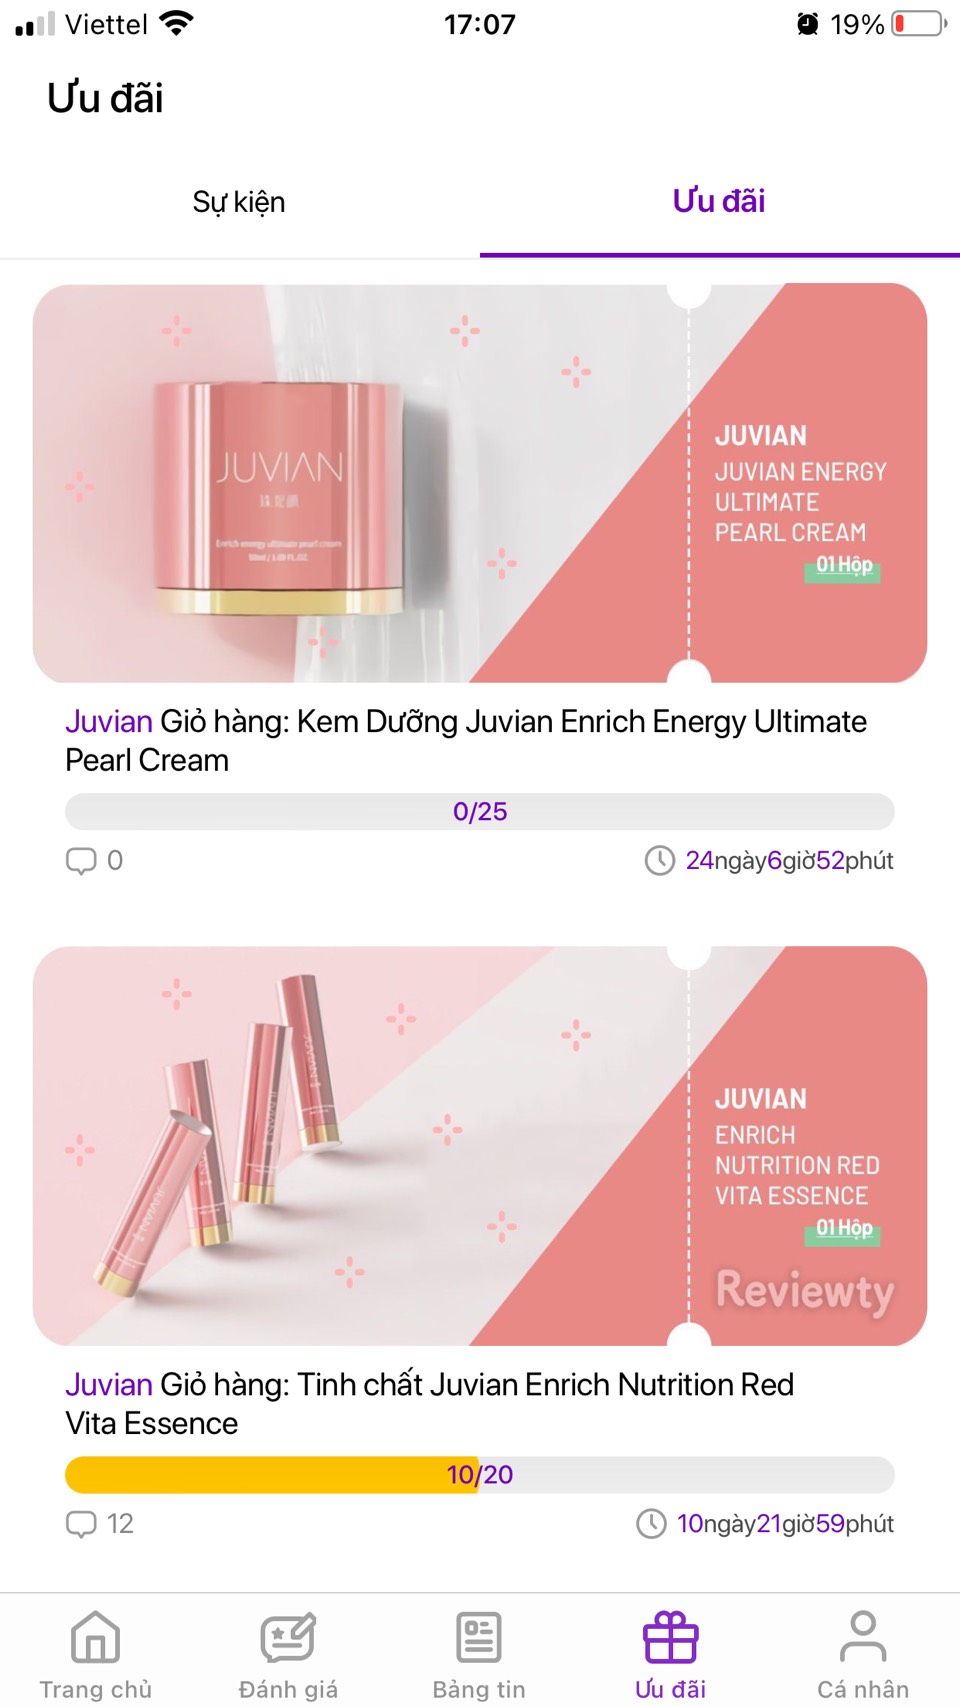 Viettel 17:07 19%
Ưu đãi
Sự kiện Ưu đãi
JUVIAN
Enrich energy ultimate pearl cream
50ml / 1.69 FL.OZ
JUVIAN
JUVIAN ENERGY
ULTIMATE
PEARL CREAM
01 Hộp
Juvian Giỏ hàng: Kem Dưỡng Juvian Enrich Energy Ultimate
Pearl Cream
0/25
0 24ngày6giờ52phút
JUVIAN
ENRICH
NUTRITION RED
VITA ESSENCE
01 Hộp
Reviewty
Juvian Giỏ hàng: Tinh chất Juvian Enrich Nutrition Red
Vita Essence
10/20
12 10ngày21giờ59phút
Trang chủ Đánh giá Bảng tin Ưu đãi Cá nhân